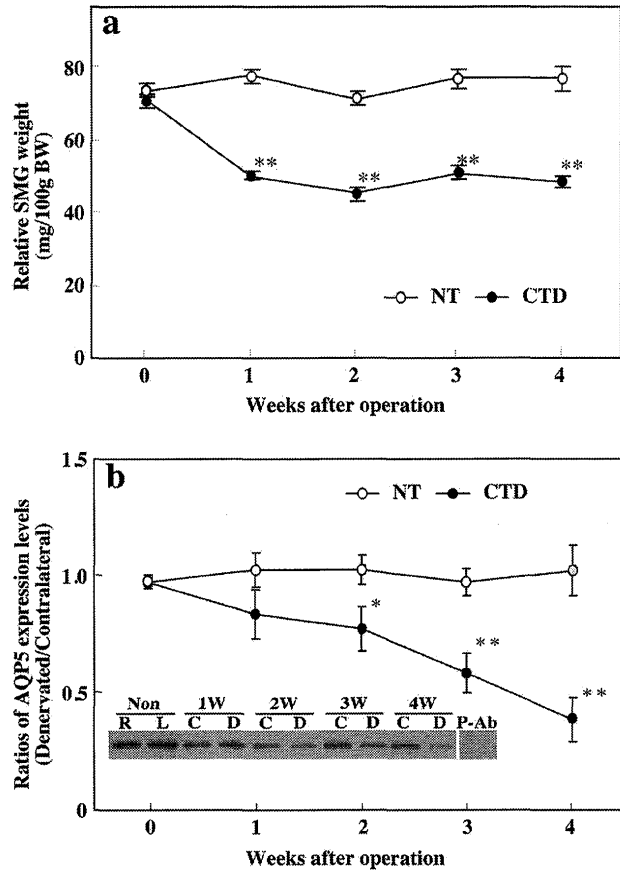 a
80
60
40
20
0
Relative SMG weight
(mg/100g BW)
**
**
**
**
NT
CTD
0 1 2 3 4
Weeks after operation
b
1.5
1.0
0.5
0
Ratios of AQP5 expression levels
(Denervated/Contralateral)
NT
CTD
*
**
**
Non 1W 2W 3W 4W
R L C D C D C D C D P-Ab
0 1 2 3 4
Weeks after operation